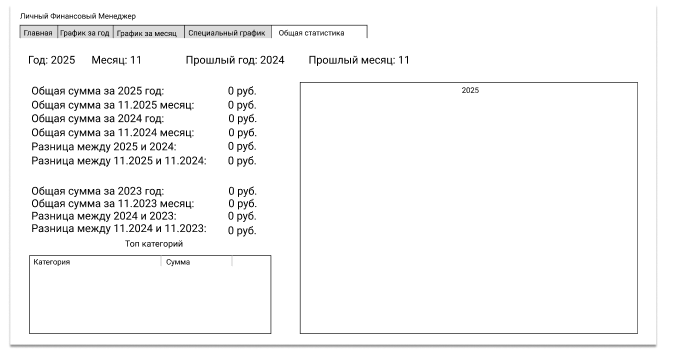 Личный Финансовый Менеджер
Главная График за год График за месяц Специальный график Общая статистика
Год: 2025 Месяц: 11 Прошлый год: 2024 Прошлый месяц: 11
Общая сумма за 2025 год: 0 руб.
Общая сумма за 11.2025 месяц: 0 руб.
Общая сумма за 2024 год: 0 руб.
Общая сумма за 11.2024 месяц: 0 руб.
Разница между 2025 и 2024: 0 руб.
Разница между 11.2025 и 11.2024: 0 руб.
Общая сумма за 2023 год: 0 руб.
Общая сумма за 11.2023 месяц: 0 руб.
Разница между 2024 и 2023: 0 руб.
Разница между 11.2024 и 11.2023: 0 руб.
Топ категорий
Категория Сумма
2025